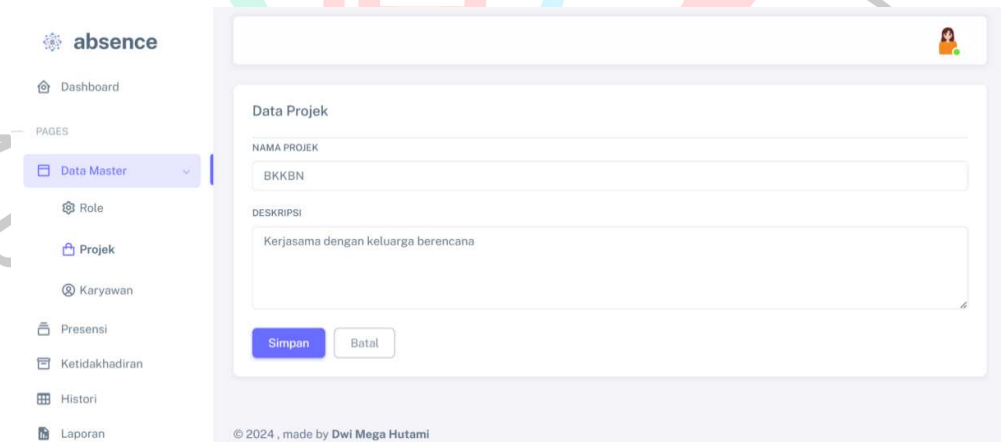 absence
Dashboard
PAGES
Data Master
Role
Projek
Karyawan
Presensi
Ketidakhadiran
Histori
Laporan
Data Projek
NAMA PROJEK
BKKBN
DESKRIPSI
Kerjasama dengan keluarga berencana
Simpan Batal
© 2024 , made by Dwi Mega Hutami